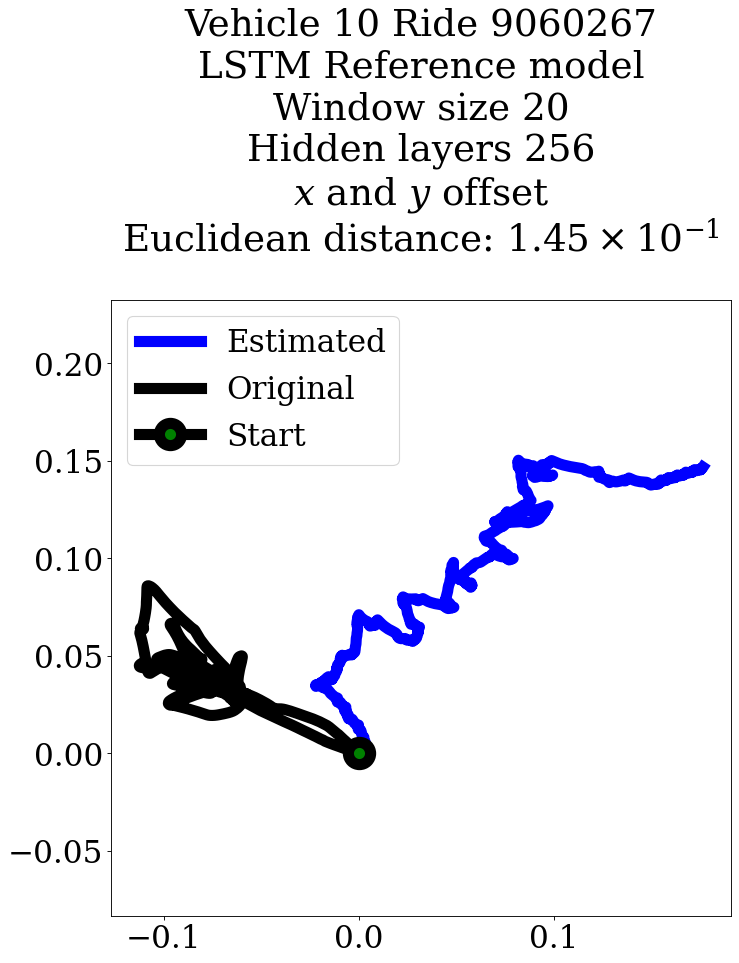 Vehicle 10 Ride 9060267
LSTM Reference model
Window size 20
Hidden layers 256
x and y offset
Euclidean distance: 1.45 × 10⁻¹
Estimated
Original
Start
0.20
0.15
0.10
0.05
0.00
−0.05
−0.1 0.0 0.1